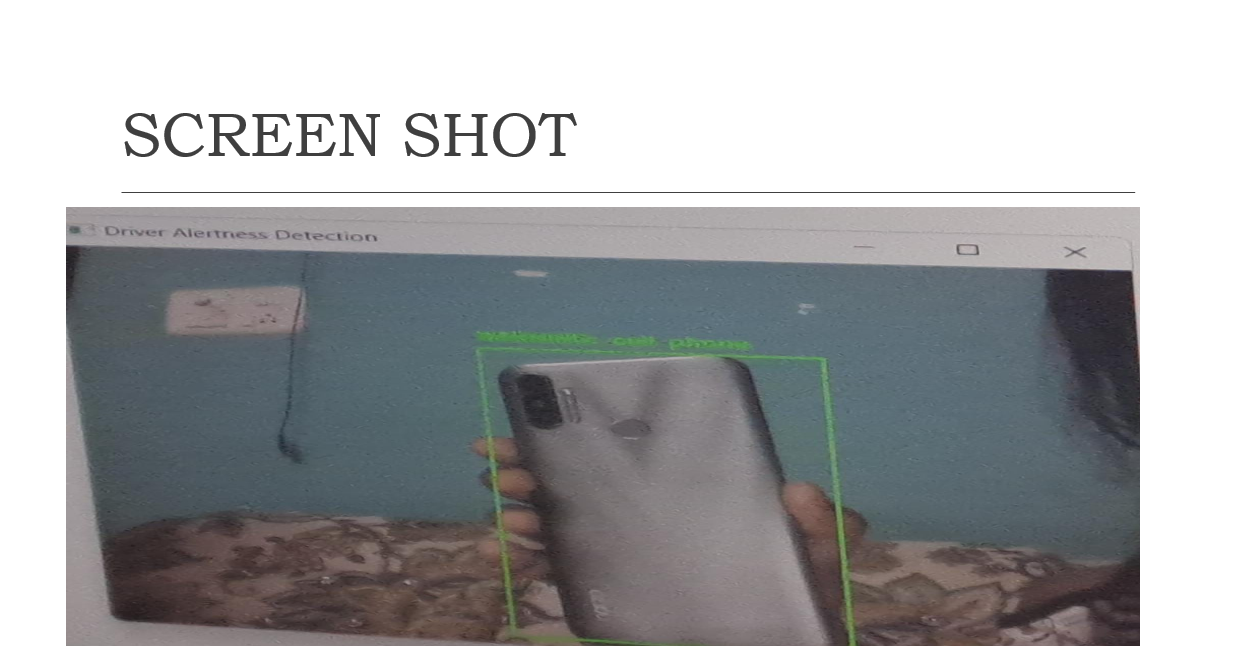 SCREEN SHOT
Driver Alertness Detection
cell phone